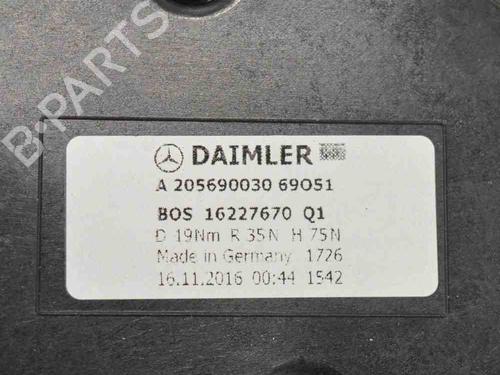 B-PARTS
DAIMLER
A 205690030 69051
BOS 16227670 Q1
D 19Nm R 35N H 75N
Made in Germany 1726
16.11.2016 00:44 1542
B-PARTS